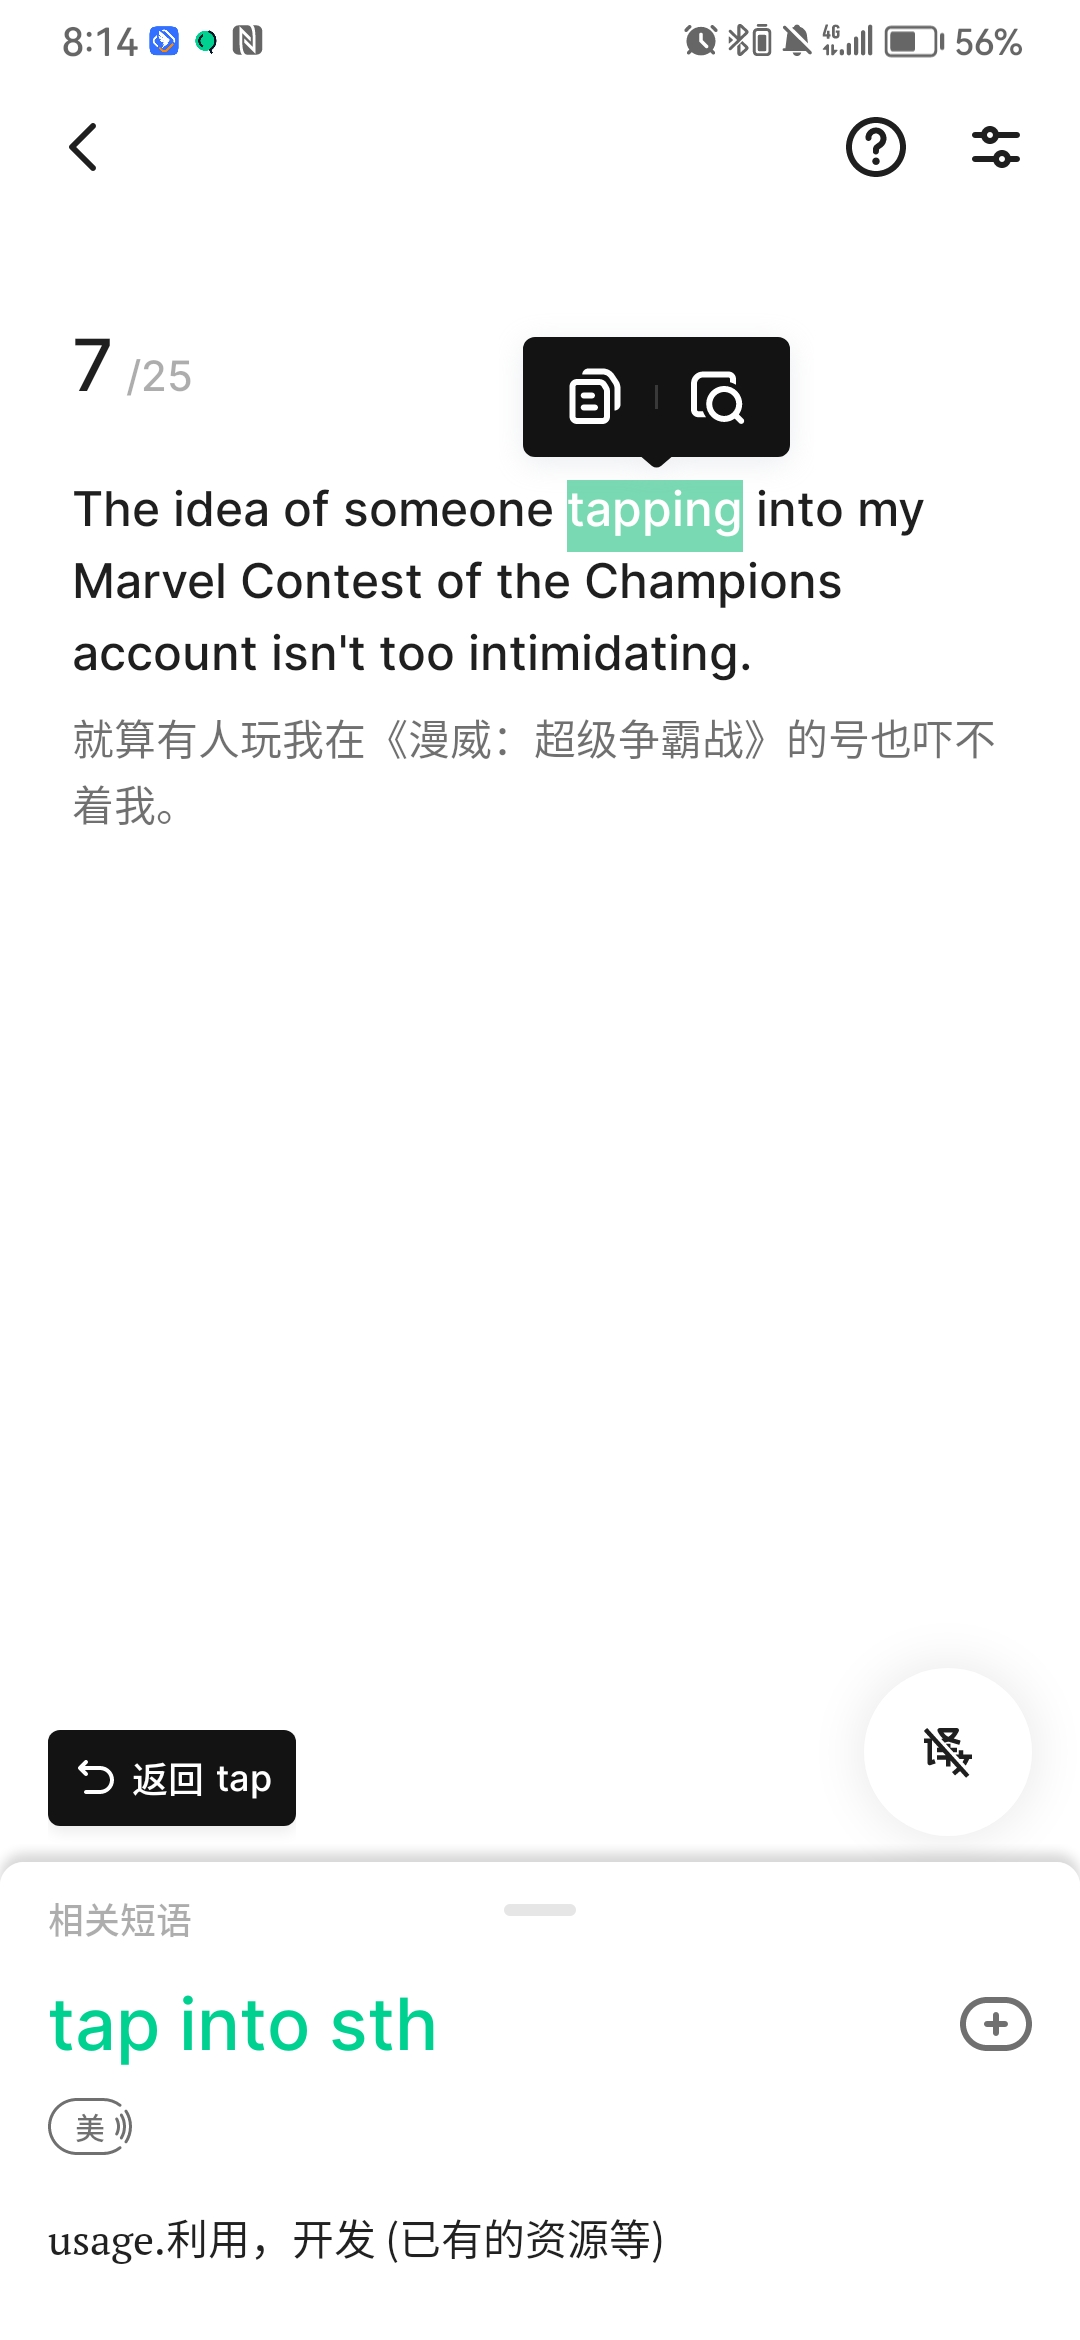 8:14
4G
56%
7 /25
The idea of someone tapping into my
Marvel Contest of the Champions
account isn't too intimidating.
就算有人玩我在《漫威：超级争霸战》的号也吓不
着我。
返回 tap
相关短语
tap into sth
美
usage.利用，开发 (已有的资源等)